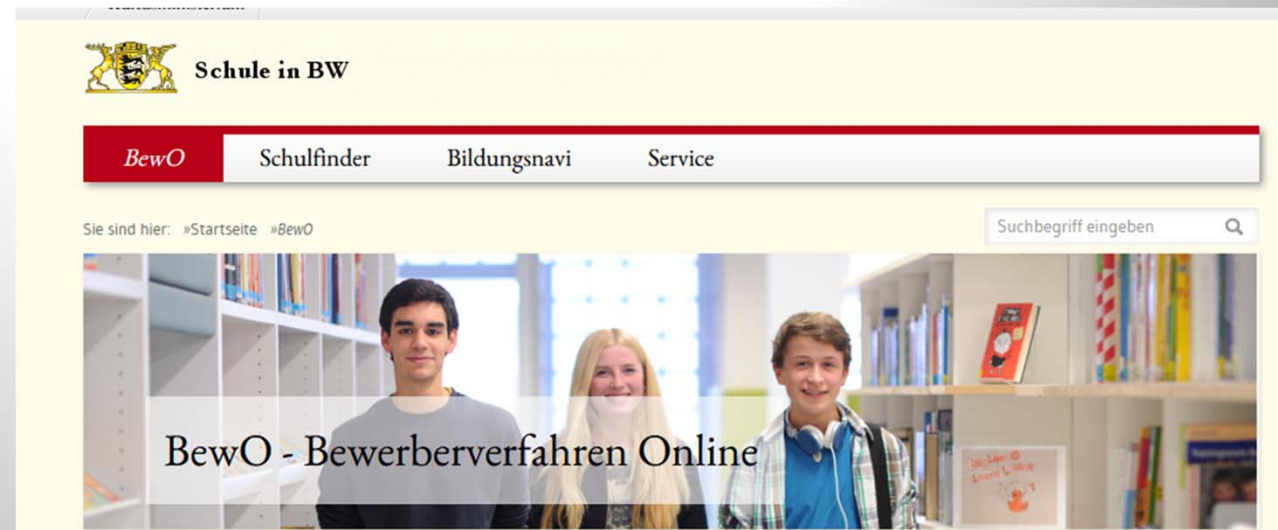 Schule in BW
BewO Schulfinder Bildungsnavi Service
Sie sind hier: »Startseite »BewO
Suchbegriff eingeben
BewO - Bewerberverfahren Online